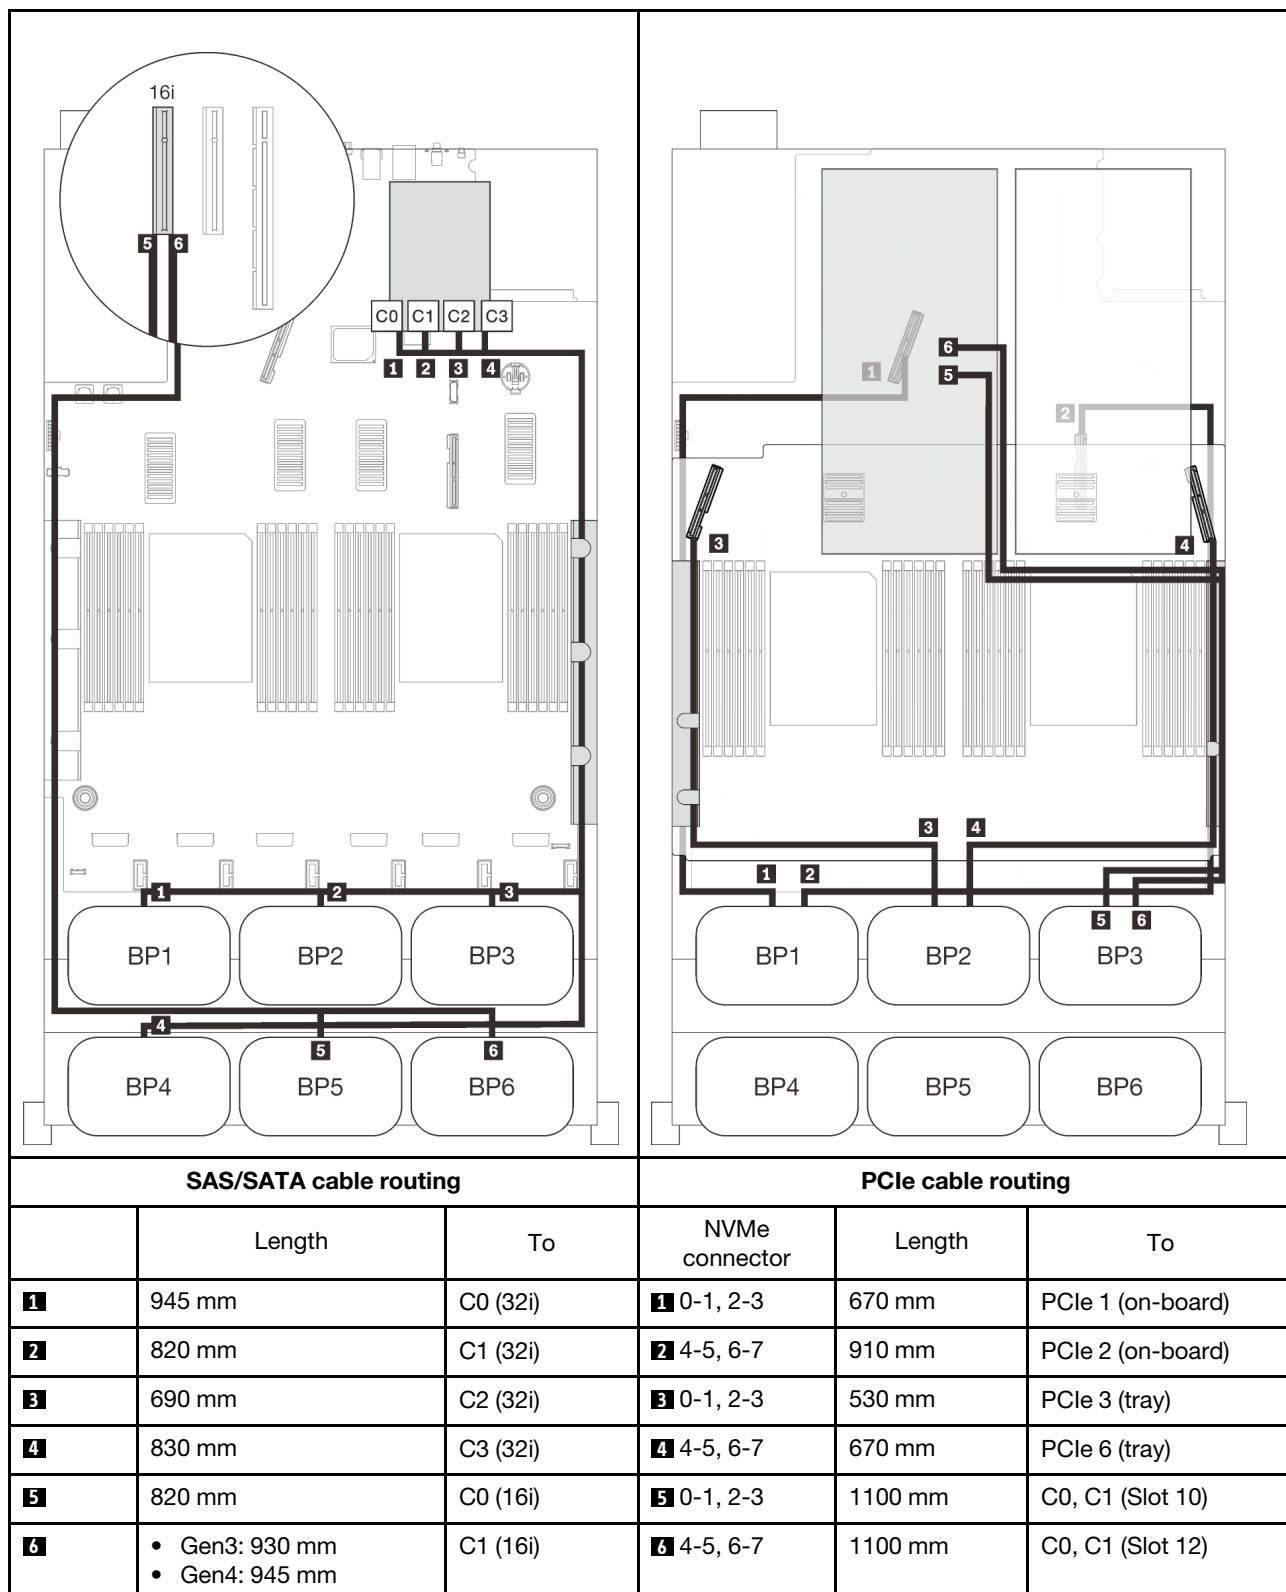 16i
5 6
C0 C1 C2 C3
1 2 3 4
1 2 3
BP1 BP2 BP3
4
5 6
BP4 BP5 BP6
6
1
5
2
3 4
3 4
1 2
5 6
BP1 BP2 BP3
BP4 BP5 BP6
SAS/SATA cable routing PCIe cable routing
Length To NVMe connector Length To
1 945 mm C0 (32i) 1 0-1, 2-3 670 mm PCIe 1 (on-board)
2 820 mm C1 (32i) 2 4-5, 6-7 910 mm PCIe 2 (on-board)
3 690 mm C2 (32i) 3 0-1, 2-3 530 mm PCIe 3 (tray)
4 830 mm C3 (32i) 4 4-5, 6-7 670 mm PCIe 6 (tray)
5 820 mm C0 (16i) 5 0-1, 2-3 1100 mm C0, C1 (Slot 10)
6 • Gen3: 930 mm C1 (16i) 6 4-5, 6-7 1100 mm C0, C1 (Slot 12)
• Gen4: 945 mm